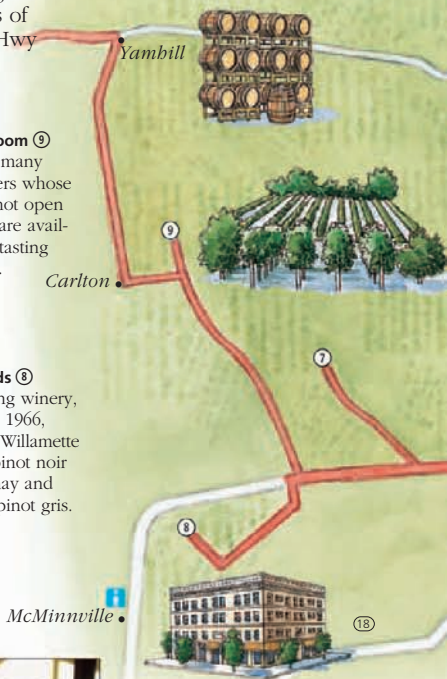 s of
Hwy
Yamhill
oom ⑨
many
ers whose
not open
are avail-
tasting
Carlton
ds ⑧
ng winery,
1966,
Willamette
pinot noir
ay and
pinot gris.
McMinnville
i
9
7
8
18